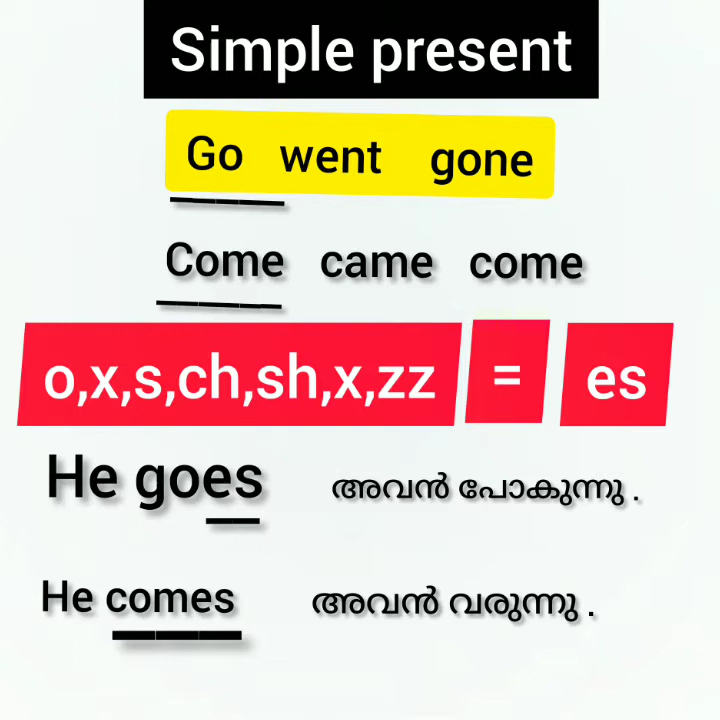 Simple present
Go went gone
Come came come
o,x,s,ch,sh,x,zz = es
He goes അവൻ പോകുന്നു .
He comes അവൻ വരുന്നു .